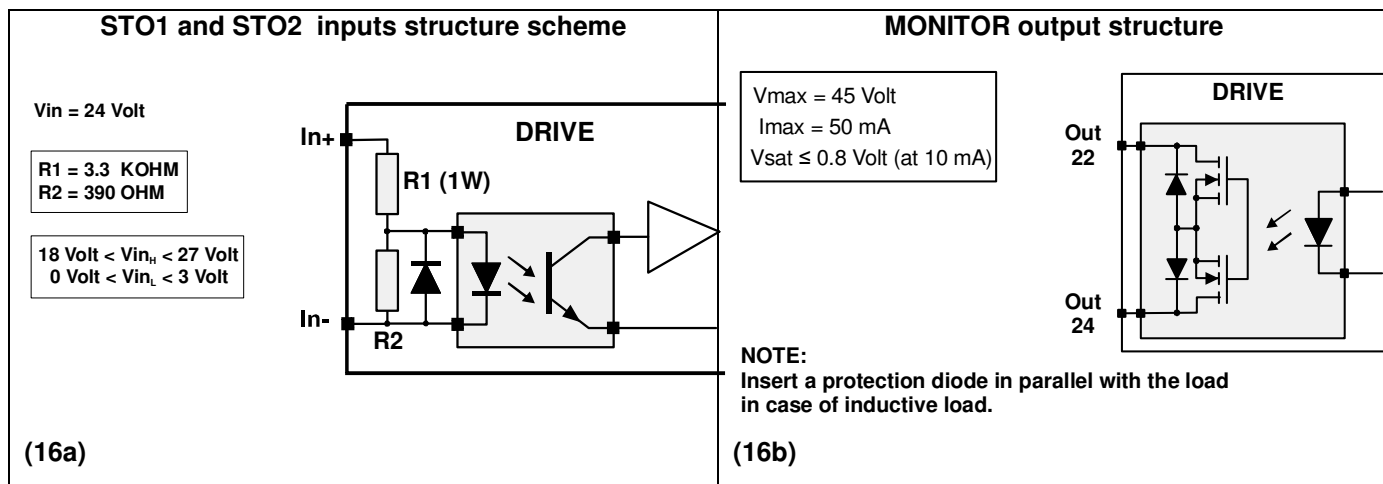 STO1 and STO2 inputs structure scheme
Vin = 24 Volt
R1 = 3.3 KOHM
R2 = 390 OHM
18 Volt < VinH < 27 Volt
0 Volt < VinL < 3 Volt
In+
DRIVE
R1 (1W)
In-
R2
(16a)
MONITOR output structure
Vmax = 45 Volt
Imax = 50 mA
Vsat ≤ 0.8 Volt (at 10 mA)
DRIVE
Out
22
Out
24
NOTE:
Insert a protection diode in parallel with the load
in case of inductive load.
(16b)